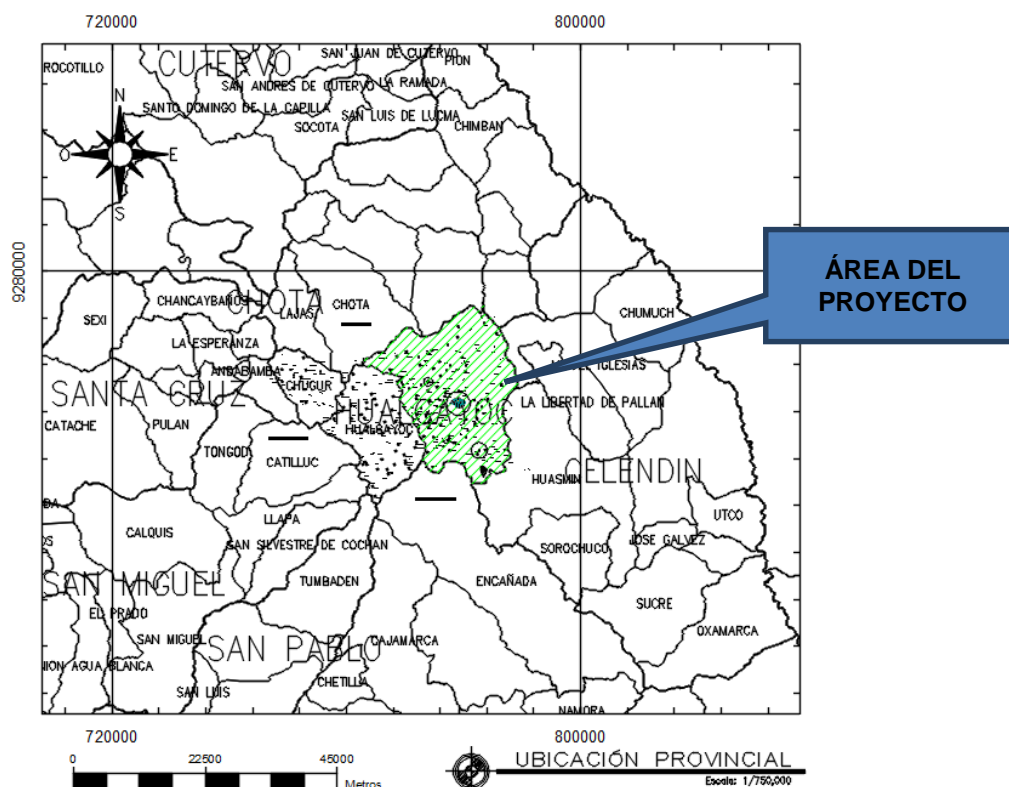 720000
800000
CUTERVO
SAN JUAN DE CUTERVO
PION
ROCOTILLO
SAN ANDRES DE CUTERVO
LA RAMADA
SANTO DOMINGO DE LA CAPILLA
SAN LUIS DE LUCMA
SOCOTA
CHIMBAN
N
O
E
S
9280000
ÁREA DEL
PROYECTO
CHANCAYBAÑOS
CHOTA
CHOTA
LAJAS
SEXI
CHUMUCH
LA ESPERANZA
ANDABAMBA
CHUGUR
IGLESIAS
SANTA CRUZ
HUALGAYOC
LA LIBERTAD DE PALLAN
CATACHE
PULAN
HUALGAYOC
TONGOD
CATILLUC
HUASMIN
CELENDIN
UTCO
LLAPA
CALQUIS
SAN SILVESTRE DE COCHAN
SOROCHUCO
JOSE GALVEZ
SAN MIGUEL
TUMBADEN
ENCAÑADA
SUCRE
EL PRADO
OXAMARCA
SAN MIGUEL
SAN PABLO
CAJAMARCA
NION AGUA BLANCA
CHETILLA
SAN LUIS
NAMORA
720000
800000
0
22500
45000
Metros
UBICACIÓN PROVINCIAL
Escala: 1/750,000